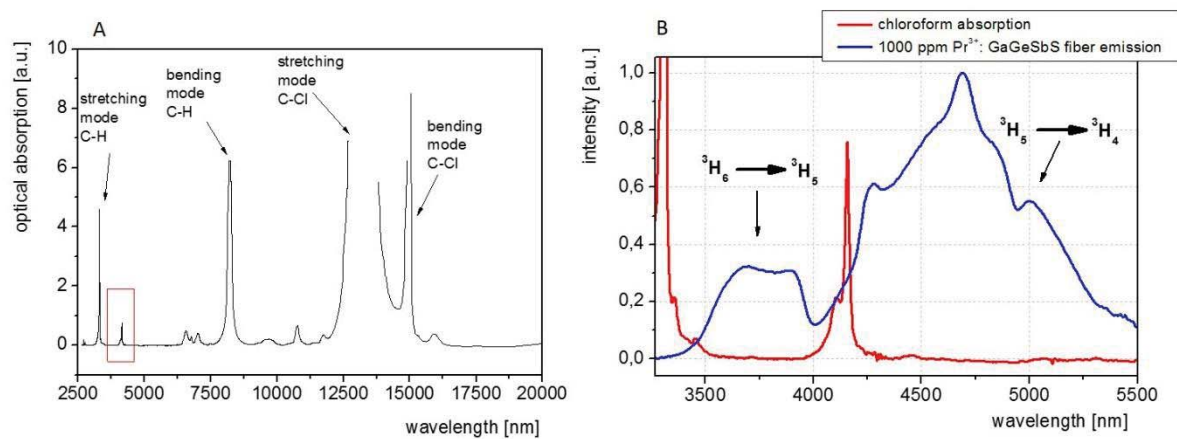 A
optical absorption [a.u.]
10
8
6
4
2
0
stretching
mode
C-H
bending
mode
C-H
stretching
mode
C-Cl
bending
mode
C-Cl
2500 5000 7500 10000 12500 15000 17500 20000
wavelength [nm]
B
chloroform absorption
1000 ppm Pr³⁺: GaGeSbS fiber emission
intensity [a.u.]
1,0
0,8
0,6
0,4
0,2
0,0
³H₆ ³H₅
³H₅ ³H₄
3500 4000 4500 5000 5500
wavelength [nm]